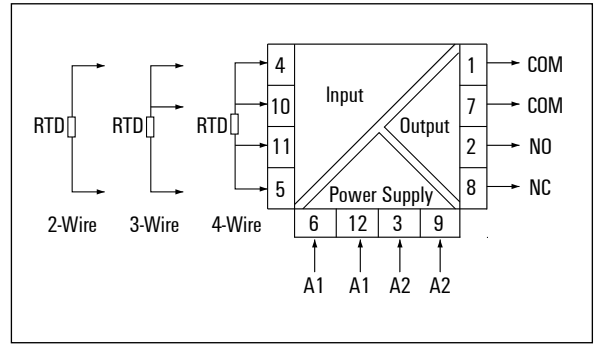 4 1 COM
Input
10 7 COM
RTD RTD RTD Output
11 2 NO
5 8 NC
Power Supply
2-Wire 3-Wire 4-Wire
6 12 3 9
A1 A1 A2 A2